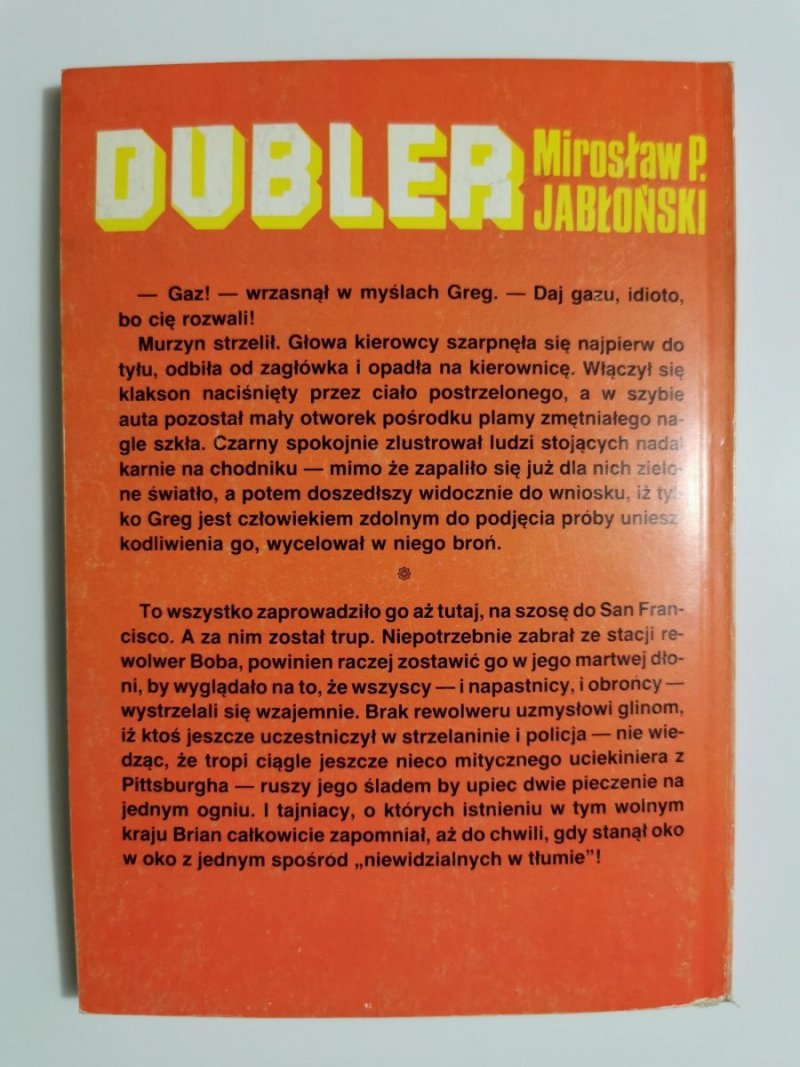 DUBLER
Mirosław P.
JABŁOŃSKI
— Gaz! — wrzasnął w myślach Greg. — Daj gazu, idioto,
bo cię rozwali!
Murzyn strzelił. Głowa kierowcy szarpnęła się najpierw do
tyłu, odbiła od zagłówka i opadła na kierownicę. Włączył się
klakson naciśnięty przez ciało postrzelonego, a w szybie
auta pozostał mały otworek pośrodku plamy zmętniałego na-
gle szkła. Czarny spokojnie zlustrował ludzi stojących nadal
karnie na chodniku — mimo że zapaliło się już dla nich zielo-
ne światło, a potem doszedłszy widocznie do wniosku, iż tyl-
ko Greg jest człowiekiem zdolnym do podjęcia próby uniesz-
kodliwienia go, wycelował w niego broń.
To wszystko zaprowadziło go aż tutaj, na szosę do San Fran-
cisco. A za nim został trup. Niepotrzebnie zabrał ze stacji re-
wolwer Boba, powinien raczej zostawić go w jego martwej dło-
ni, by wyglądało na to, że wszyscy — i napastnicy, i obrońcy —
wystrzelali się wzajemnie. Brak rewolweru uzmysłowi glinom,
iż ktoś jeszcze uczestniczył w strzelaninie i policja — nie wie-
dząc, że tropi ciągle jeszcze nieco mitycznego uciekiniera z
Pittsburgha — ruszy jego śladem by upiec dwie pieczenie na
jednym ogniu. I tajniacy, o których istnieniu w tym wolnym
kraju Brian całkowicie zapomniał, aż do chwili, gdy stanął oko
w oko z jednym spośród „niewidzialnych w tłumie”!